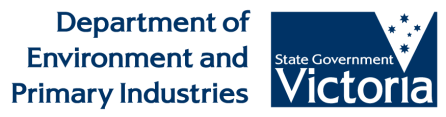 Department of
Environment and
Primary Industries
State Government
Victoria